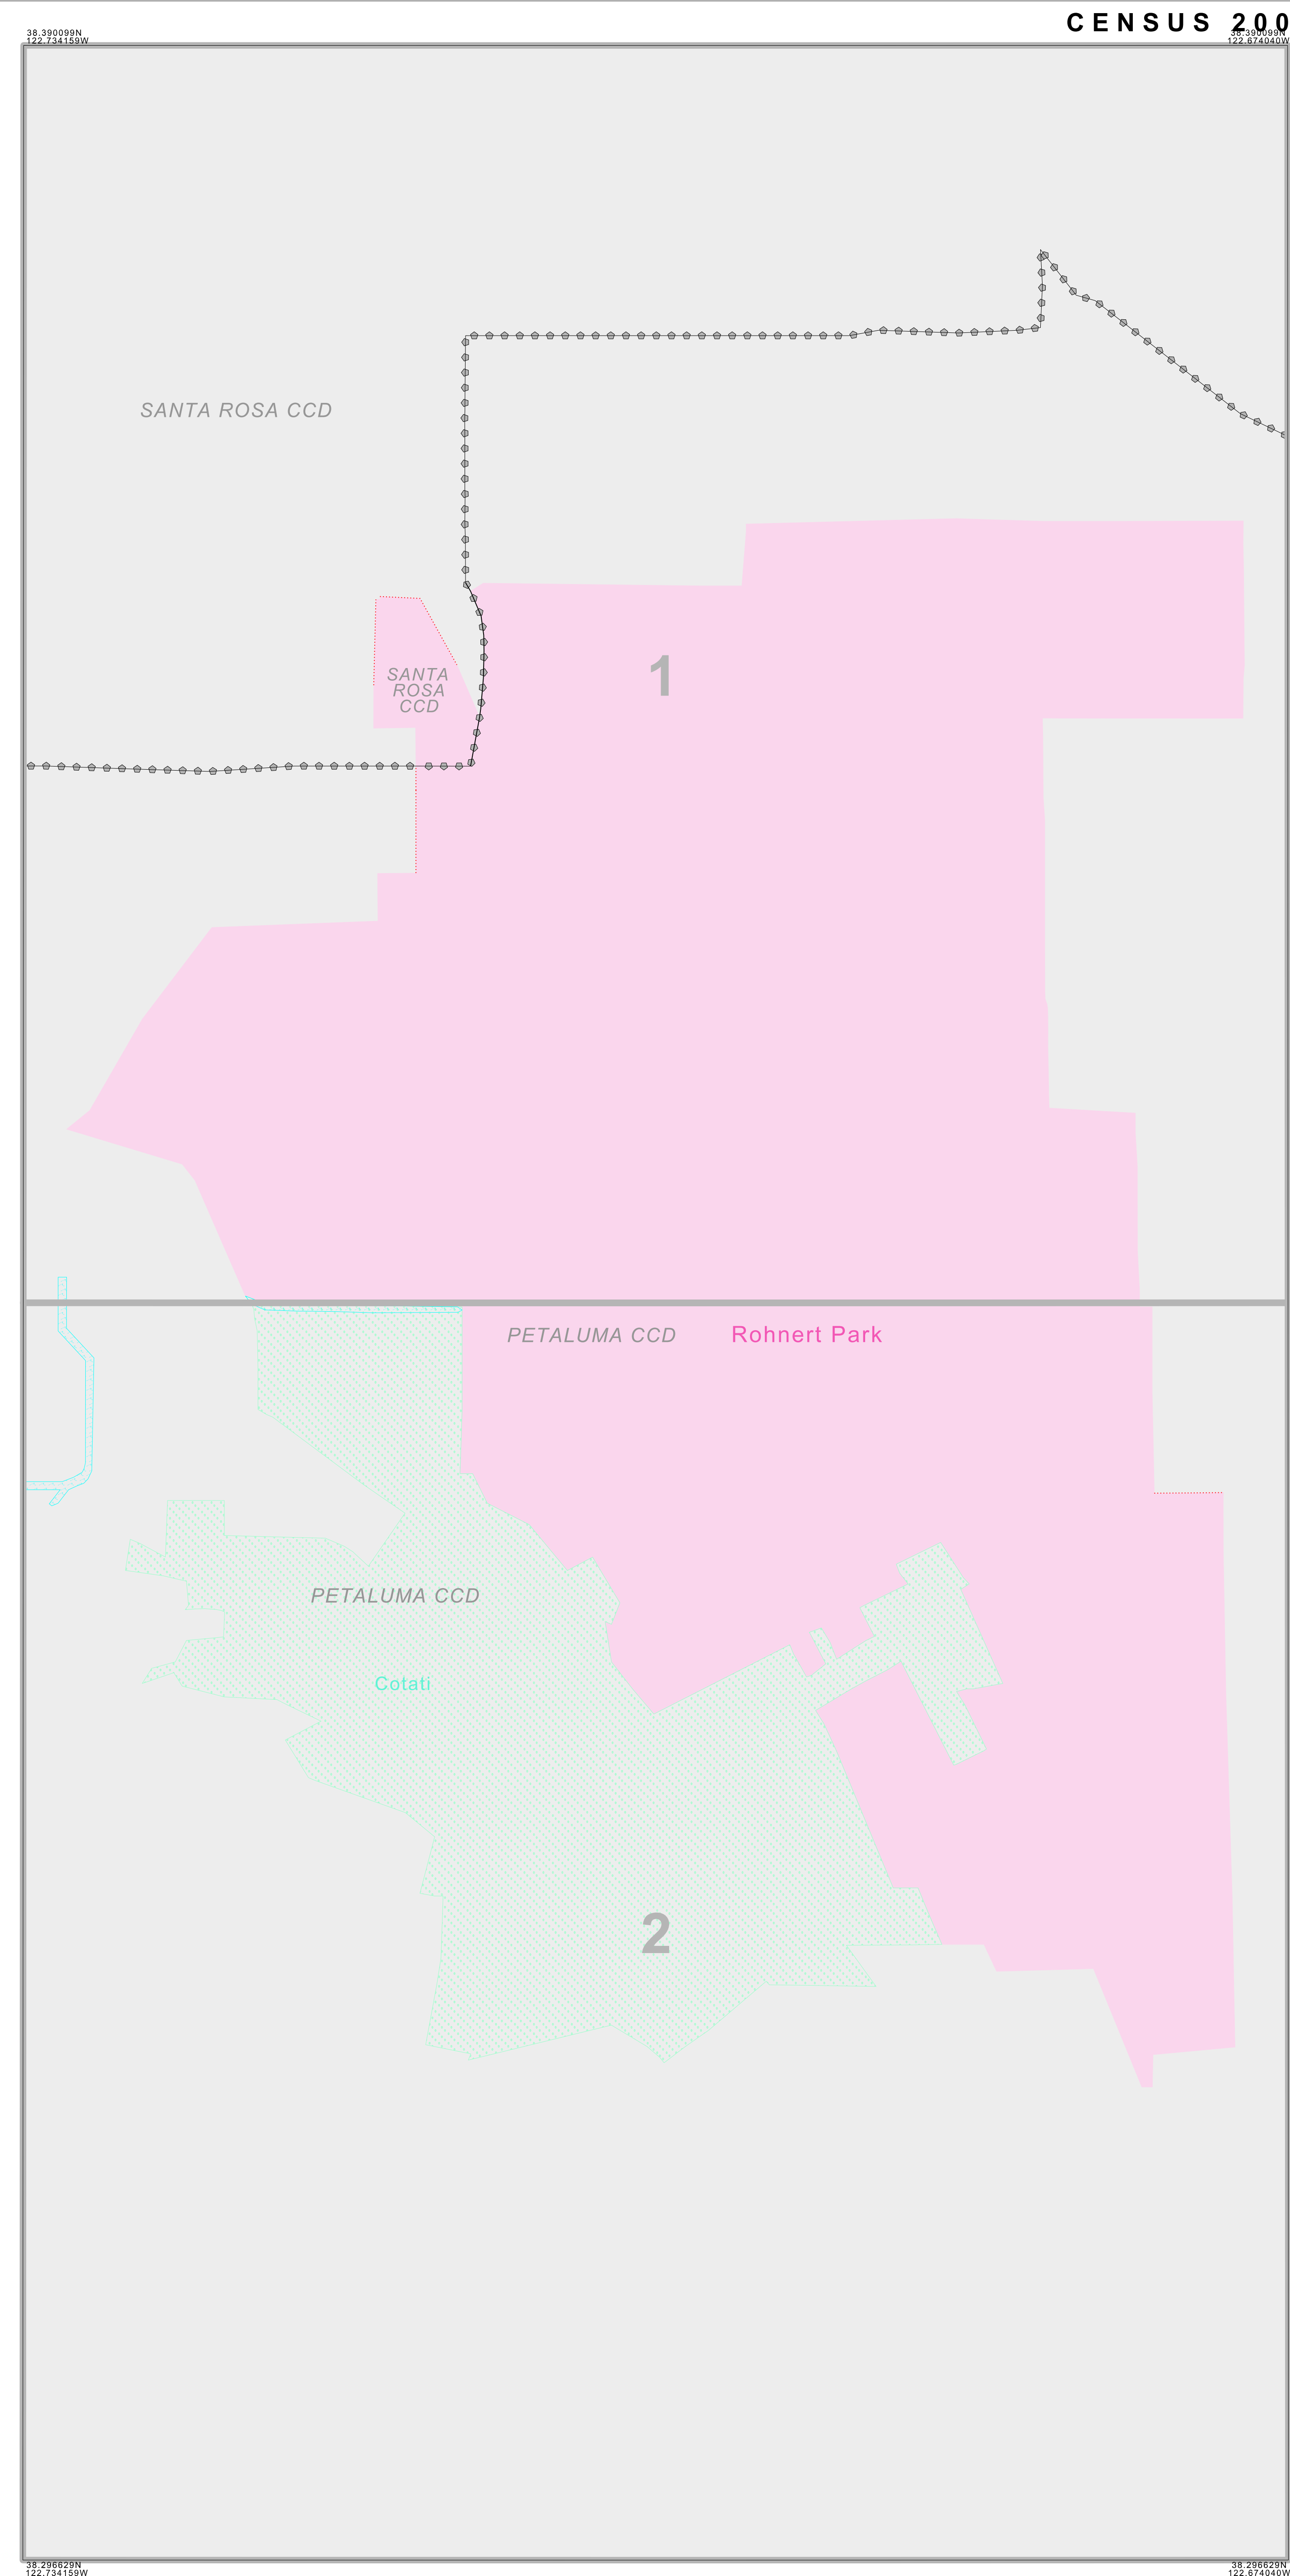 CENSUS 200
38.390099N
122.734159W
38.390099N
122.674040W
SANTA ROSA CCD
SANTA
ROSA
CCD
1
PETALUMA CCD
Rohnert Park
PETALUMA CCD
Cotati
2
38.296629N
122.734159W
38.296629N
122.674040W